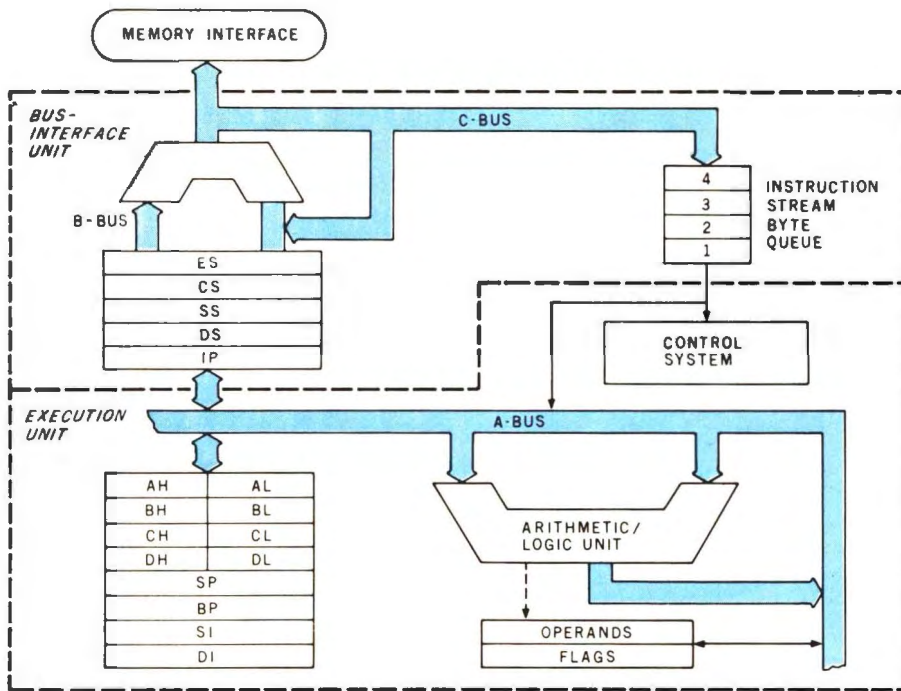 MEMORY INTERFACE
BUS-
INTERFACE
UNIT
C-BUS
B-BUS
4
3
2
1
INSTRUCTION
STREAM
BYTE
QUEUE
ES
CS
SS
DS
IP
CONTROL
SYSTEM
EXECUTION
UNIT
A-BUS
AH AL
BH BL
CH CL
DH DL
SP
BP
SI
DI
ARITHMETIC/
LOGIC UNIT
OPERANDS
FLAGS